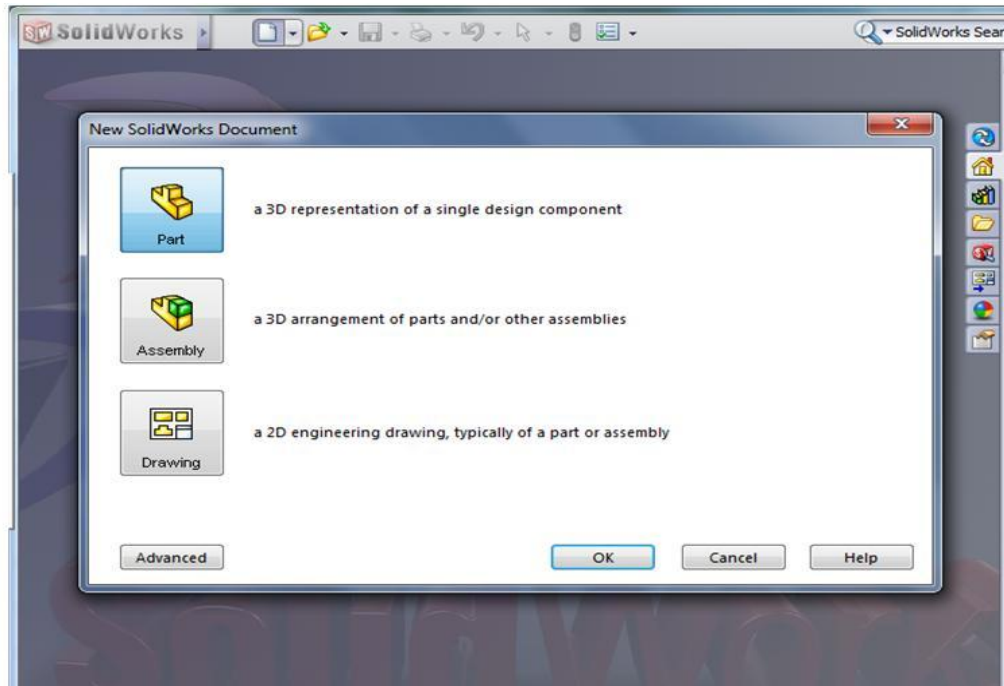 SolidWorks
SolidWorks Sear
New SolidWorks Document
Part
a 3D representation of a single design component
Assembly
a 3D arrangement of parts and/or other assemblies
Drawing
a 2D engineering drawing, typically of a part or assembly
Advanced
OK
Cancel
Help
SolidWork